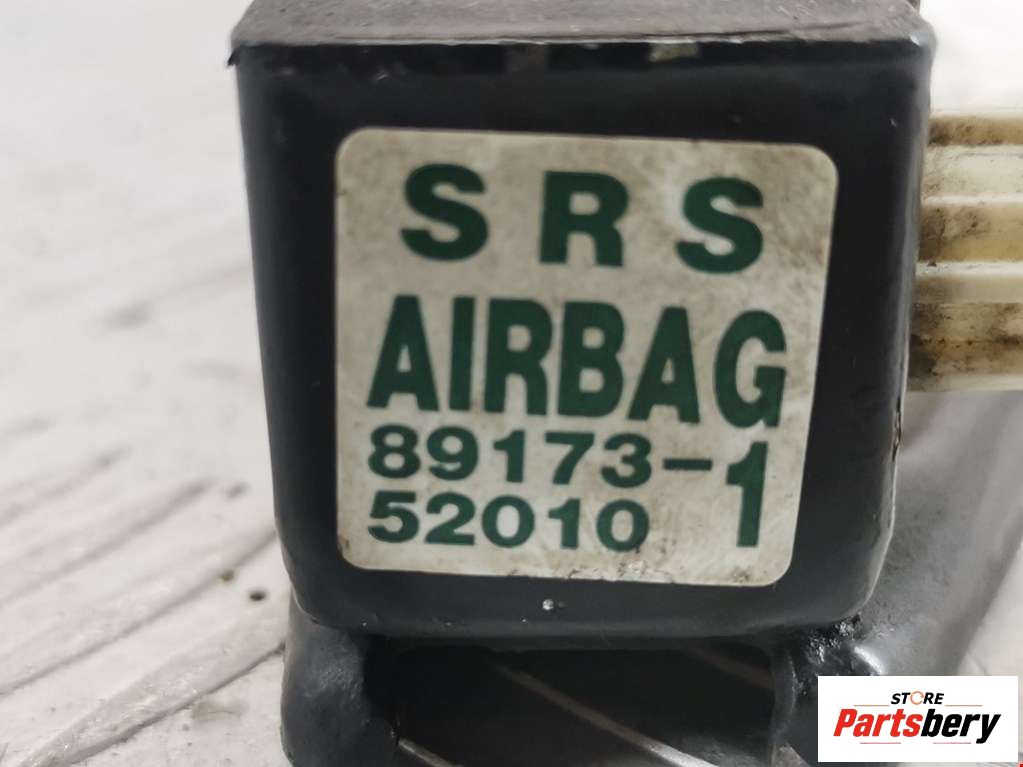 SRS
AIRBAG
89173-
52010 1
STORE
Partsbery